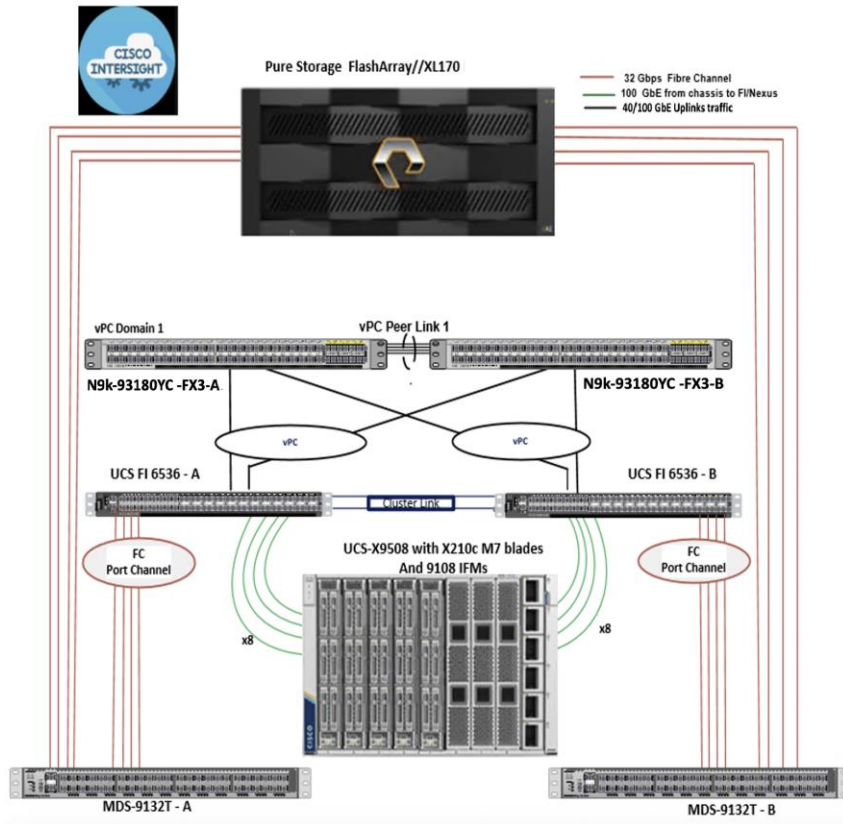 CISCO
INTERSIGHT
Pure Storage FlashArray//XL170
32 Gbps Fibre Channel
100 GbE from chassis to FI/Nexus
40/100 GbE Uplinks traffic
vPC Domain 1
vPC Peer Link 1
N9k-93180YC -FX3-A
N9k-93180YC -FX3-B
vPC
vPC
UCS FI 6536 - A
UCS FI 6536 - B
Cluster Link
FC
Port Channel
UCS-X9508 with X210c M7 blades
And 9108 IFMs
FC
Port Channel
x8
x8
CISCO
MDS-9132T - A
MDS-9132T - B